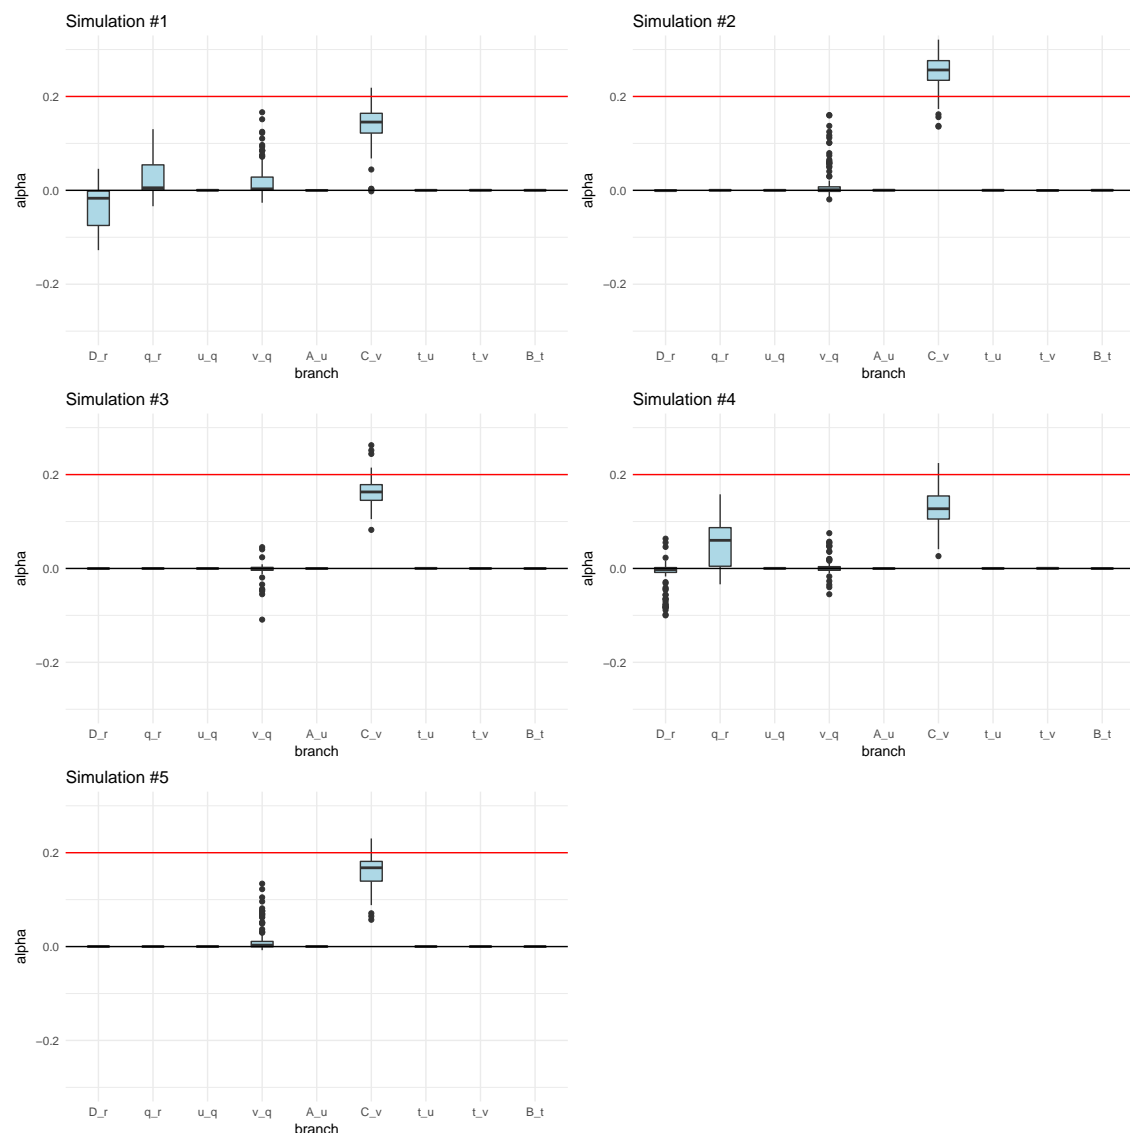 Simulation #1
alpha
0.2
0.0
−0.2
D_r q_r u_q v_q A_u C_v t_u t_v B_t
branch
Simulation #2
alpha
0.2
0.0
−0.2
D_r q_r u_q v_q A_u C_v t_u t_v B_t
branch
Simulation #3
alpha
0.2
0.0
−0.2
D_r q_r u_q v_q A_u C_v t_u t_v B_t
branch
Simulation #4
alpha
0.2
0.0
−0.2
D_r q_r u_q v_q A_u C_v t_u t_v B_t
branch
Simulation #5
alpha
0.2
0.0
−0.2
D_r q_r u_q v_q A_u C_v t_u t_v B_t
branch